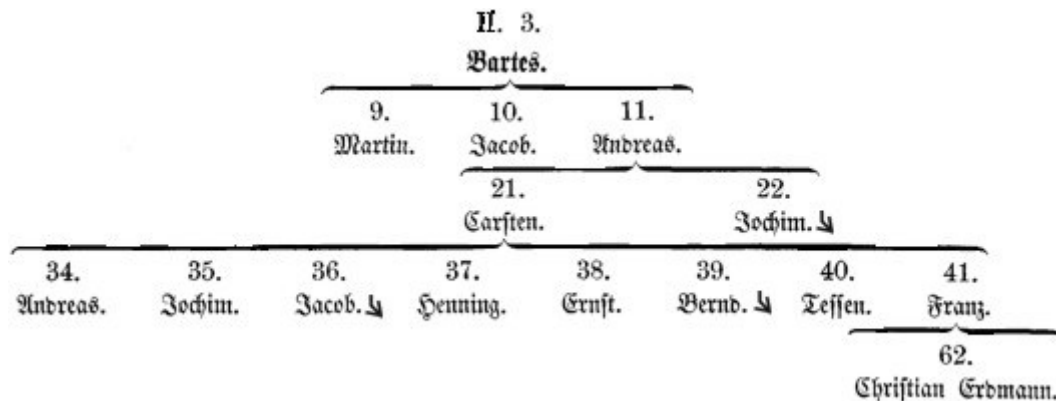 II. 3.
Bartes.
9. 10. 11.
Martin. Jacob. Andreas.
21. 22.
Carſten. Jochim.
34. 35. 36. 37. 38. 39. 40. 41.
Andreas. Jochim. Jacob. Henning. Ernſt. Bernd. Teſſen. Franz.
62.
Chriſtian Erdmann.